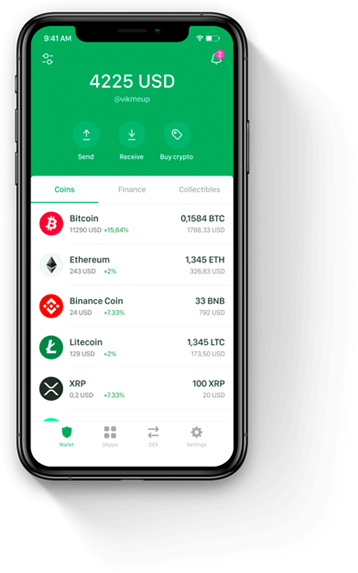 9:41 AM
2
4225 USD
@vikmeup
Send Receive Buy crypto
Coins Finance Collectibles
Bitcoin 0,1584 BTC
11290 USD +15,64% 1788,33 USD
Ethereum 1,345 ETH
243 USD +2% 326,83 USD
Binance Coin 33 BNB
24 USD +7.33% 792 USD
Litecoin 1,345 LTC
129 USD +2% 173,50 USD
XRP 100 XRP
0,2 USD +7.33% 20 USD
Wallet DApps DEX Settings